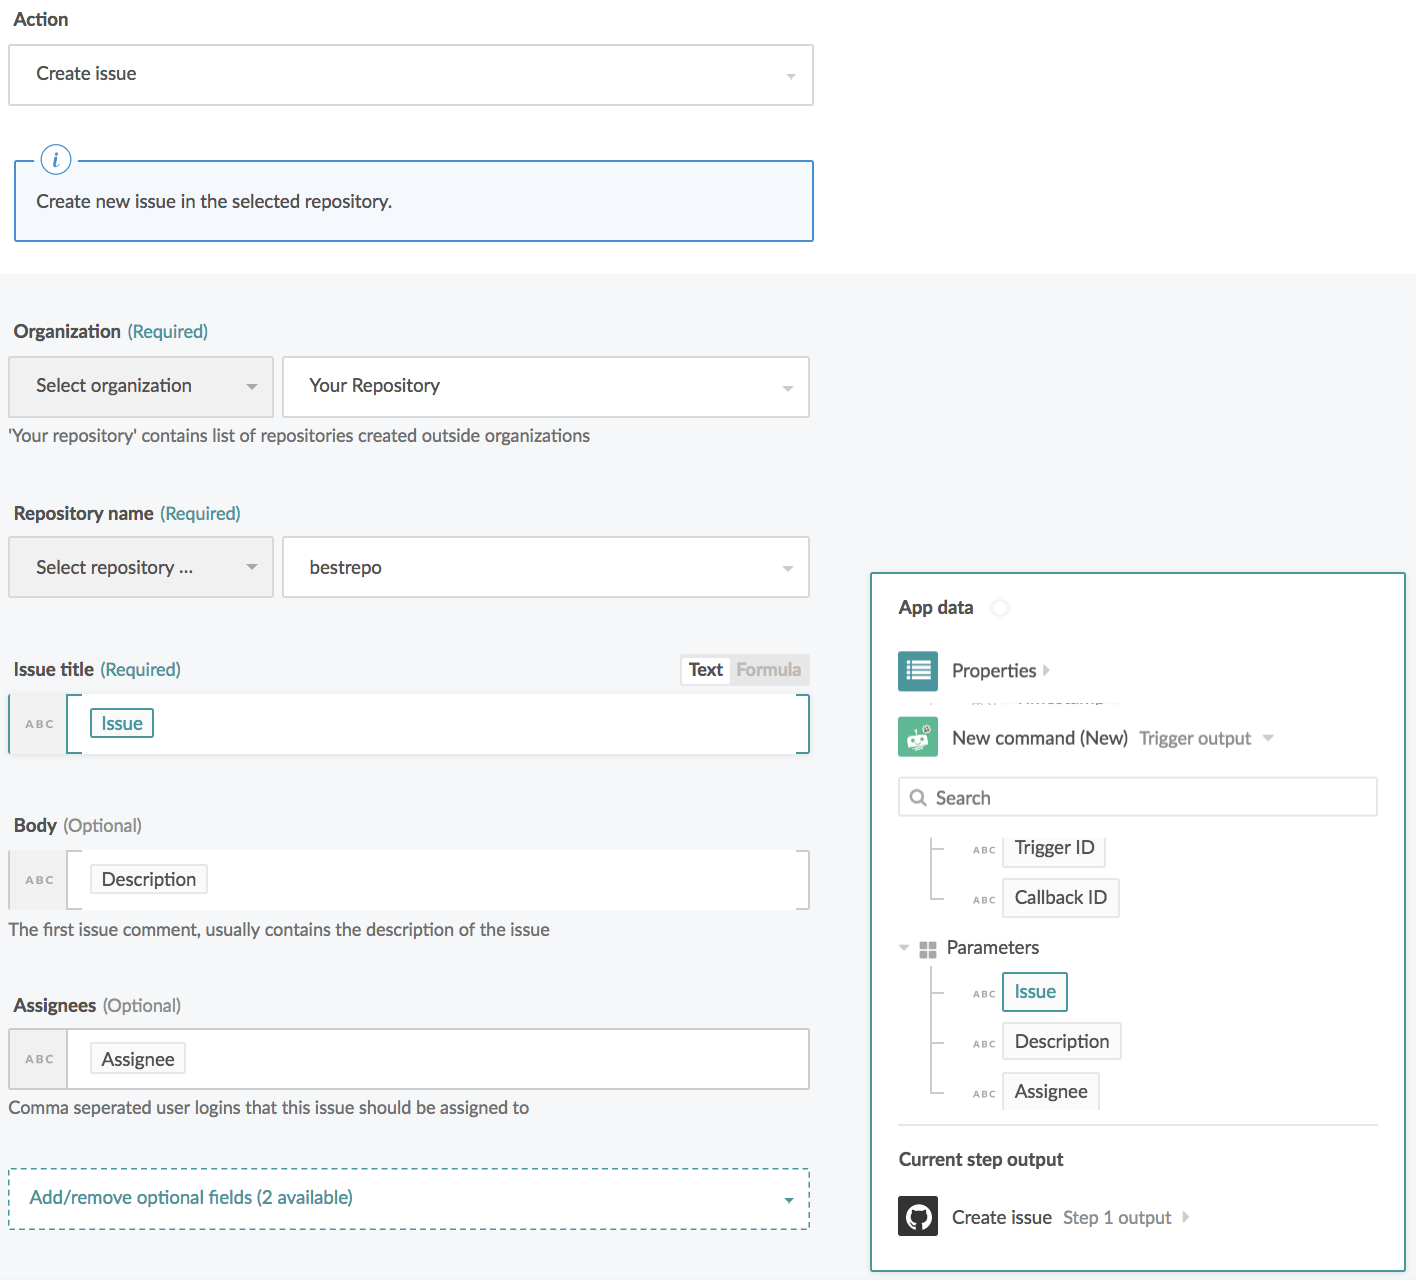 Action
Create issue
i
Create new issue in the selected repository.
Organization (Required)
Select organization
Your Repository
'Your repository' contains list of repositories created outside organizations
Repository name (Required)
Select repository ...
bestrepo
Issue title (Required)
Text Formula
ABC Issue
Body (Optional)
ABC Description
The first issue comment, usually contains the description of the issue
Assignees (Optional)
ABC Assignee
Comma seperated user logins that this issue should be assigned to
Add/remove optional fields (2 available)
App data
Properties
New command (New) Trigger output
Search
ABC Trigger ID
ABC Callback ID
Parameters
ABC Issue
ABC Description
ABC Assignee
Current step output
Create issue Step 1 output